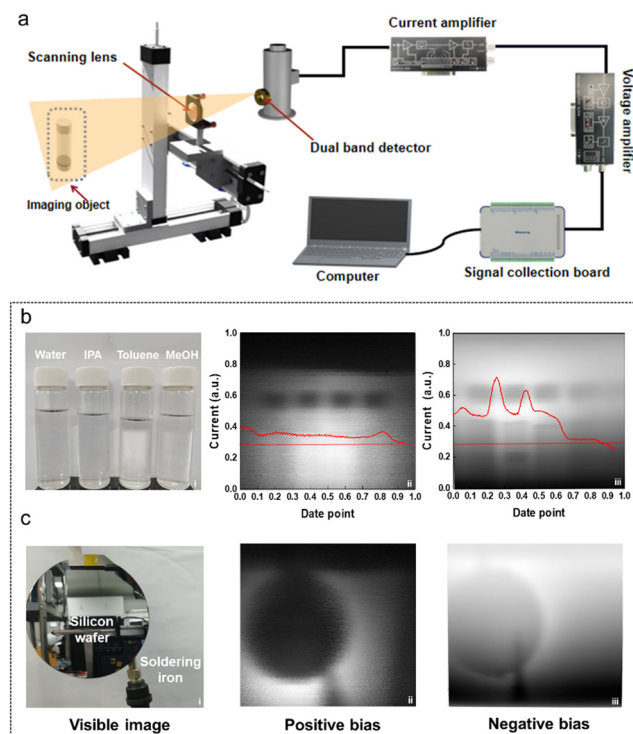 a
Current amplifier
Scanning lens
Voltage amplifier
Dual band detector
Imaging object
Computer
Signal collection board
b
Water IPA Toluene MeOH
i
Current (a.u.)
1.0
0.8
0.6
0.4
0.2
0.0
0.0 0.1 0.2 0.3 0.4 0.5 0.6 0.7 0.8 0.9 1.0
Date point
ii
Current (a.u.)
1.0
0.8
0.6
0.4
0.2
0.0
0.0 0.1 0.2 0.3 0.4 0.5 0.6 0.7 0.8 0.9 1.0
Date point
iii
c
Silicon
wafer
Soldering
iron
i
ii
iii
Visible image
Positive bias
Negative bias